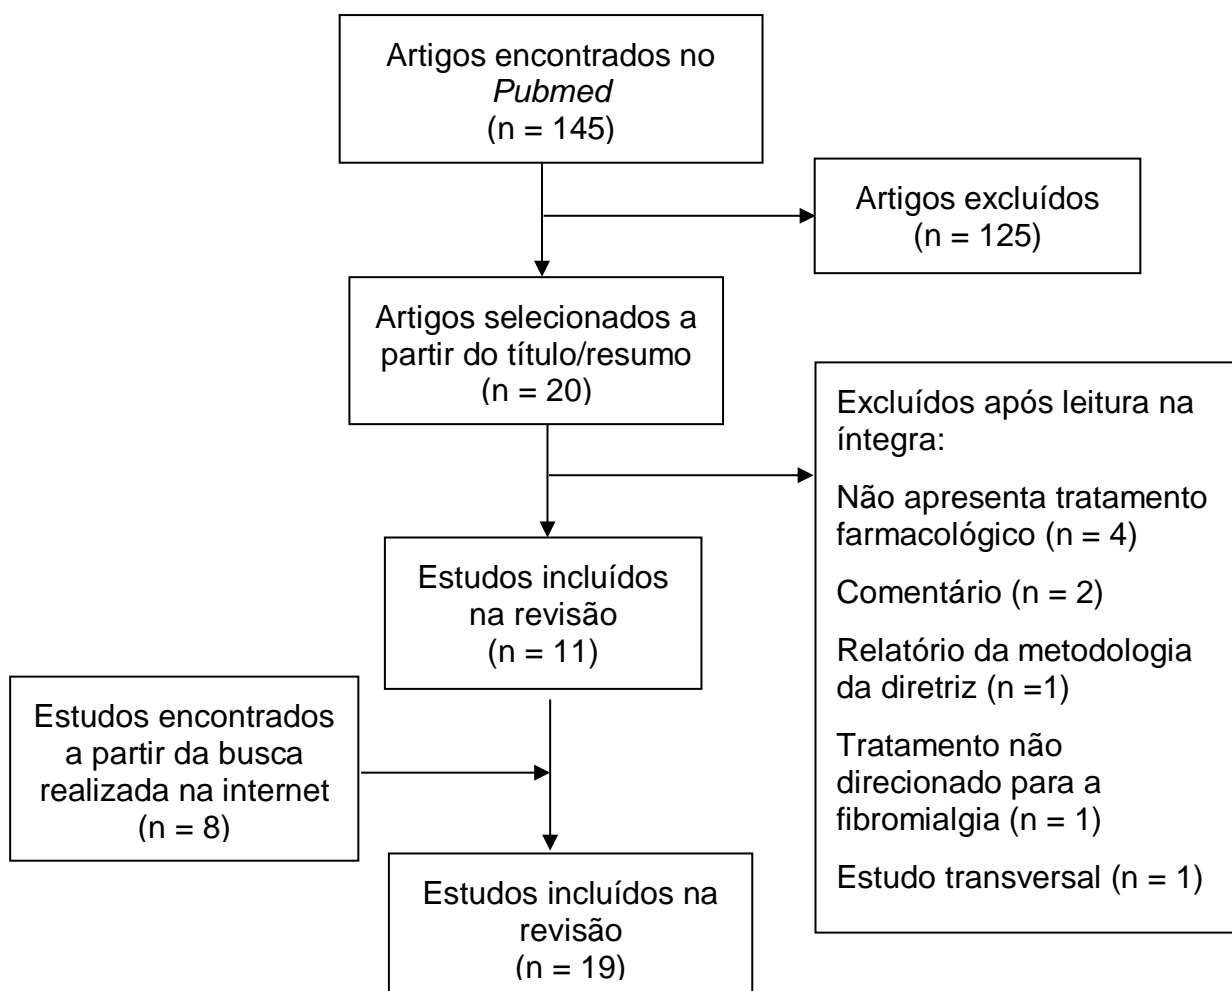 Artigos encontrados no
Pubmed
(n = 145)
Artigos excluídos
(n = 125)
Artigos selecionados a
partir do título/resumo
(n = 20)
Excluídos após leitura na
íntegra:
Não apresenta tratamento
farmacológico (n = 4)
Comentário (n = 2)
Relatório da metodologia
da diretriz (n =1)
Tratamento não
direcionado para a
fibromialgia (n = 1)
Estudo transversal (n = 1)
Estudos incluídos
na revisão
(n = 11)
Estudos encontrados
a partir da busca
realizada na internet
(n = 8)
Estudos incluídos na
revisão
(n = 19)